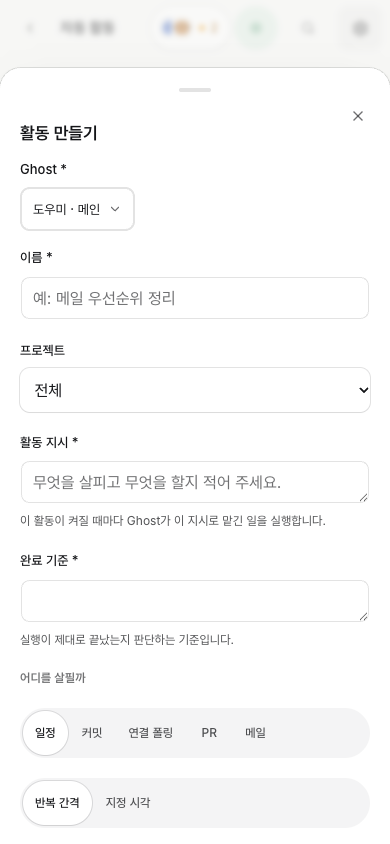 활동 만들기
Ghost *
도우미 · 메인
이름 *
예: 메일 우선순위 정리
프로젝트
전체
활동 지시 *
무엇을 살피고 무엇을 할지 적어 주세요.
이 활동이 켜질 때마다 Ghost가 이 지시로 맡긴 일을 실행합니다.
완료 기준 *
실행이 제대로 끝났는지 판단하는 기준입니다.
어디를 살필까
일정 커밋 연결 폴링 PR 메일
반복 간격 지정 시각